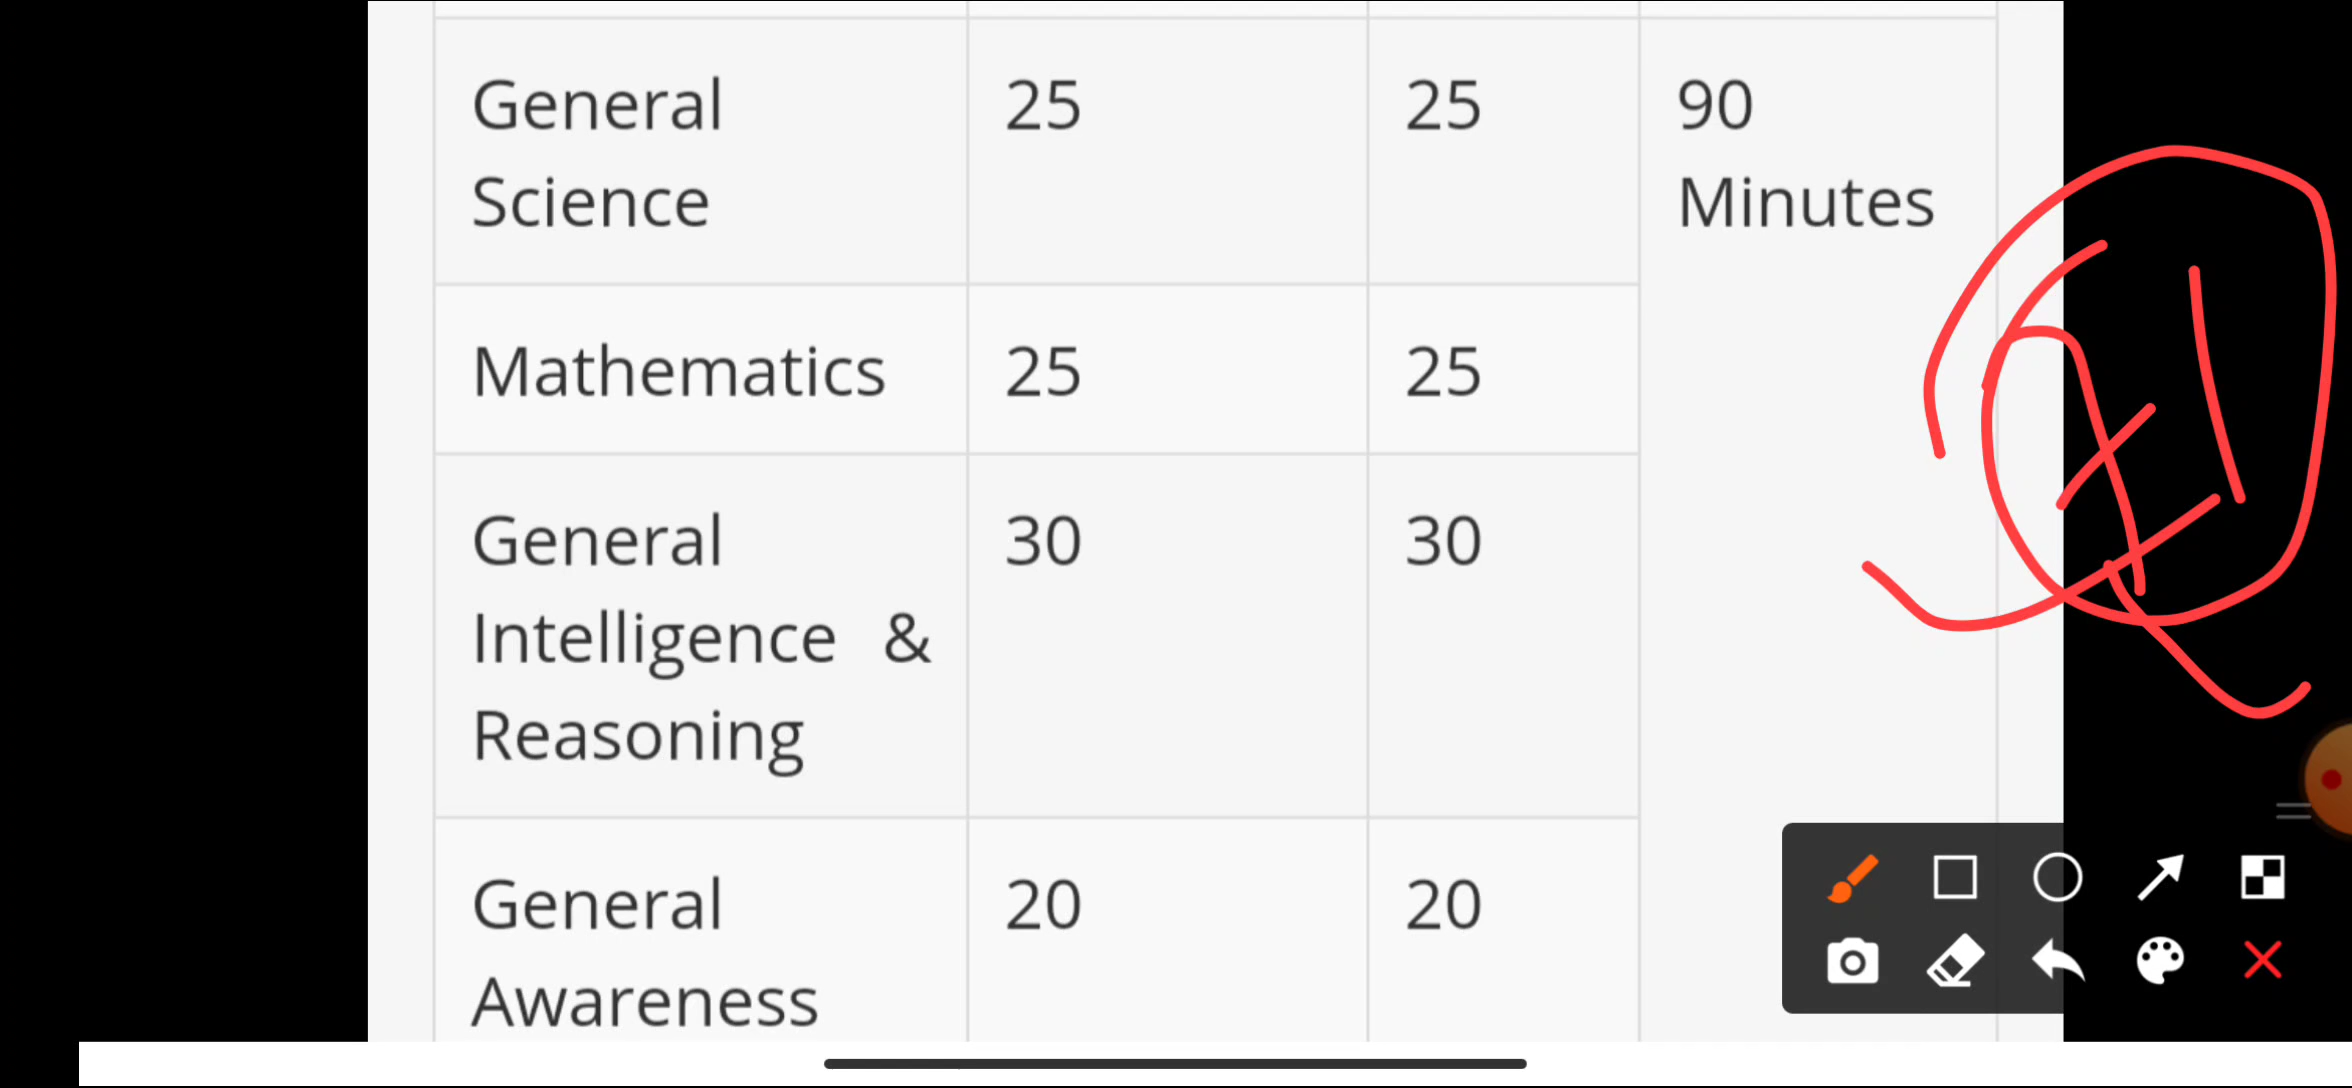 General Science 25 25 90 Minutes
Mathematics 25 25
General Intelligence & Reasoning 30 30
General Awareness 20 20